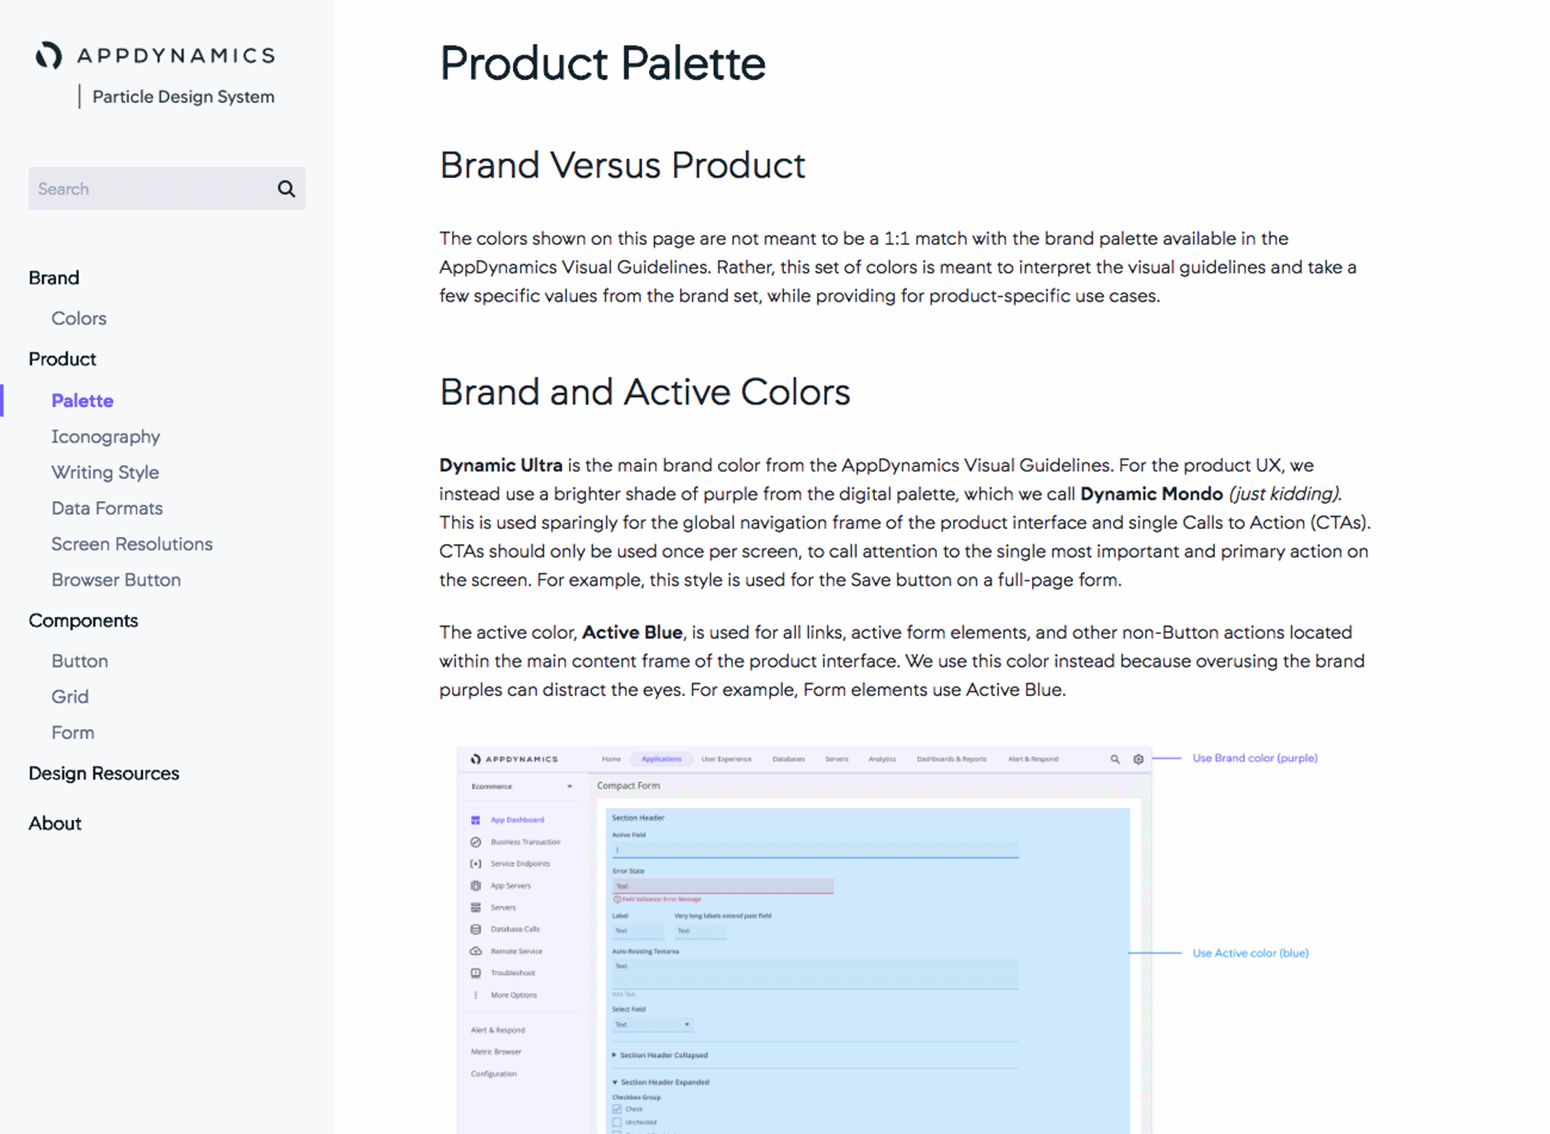 APPDYNAMICS
Particle Design System
Search
Brand
Colors
Product
Palette
Iconography
Writing Style
Data Formats
Screen Resolutions
Browser Button
Components
Button
Grid
Form
Design Resources
About
Product Palette
Brand Versus Product
The colors shown on this page are not meant to be a 1:1 match with the brand palette available in the
AppDynamics Visual Guidelines. Rather, this set of colors is meant to interpret the visual guidelines and take a
few specific values from the brand set, while providing for product-specific use cases.
Brand and Active Colors
Dynamic Ultra is the main brand color from the AppDynamics Visual Guidelines. For the product UX, we
instead use a brighter shade of purple from the digital palette, which we call Dynamic Mondo (just kidding).
This is used sparingly for the global navigation frame of the product interface and single Calls to Action (CTAs).
CTAs should only be used once per screen, to call attention to the single most important and primary action on
the screen. For example, this style is used for the Save button on a full-page form.
The active color, Active Blue, is used for all links, active form elements, and other non-Button actions located
within the main content frame of the product interface. We use this color instead because overusing the brand
purples can distract the eyes. For example, Form elements use Active Blue.
APPDYNAMICS Home Applications User Experience Databases Servers Analytics Dashboards & Reports Alert & Respond
Use Brand color (purple)
Ecommerce
App Dashboard
Business Transaction
Service Endpoints
App Servers
Servers
Database Calls
Remote Service
Troubleshoot
More Options
Alert & Respond
Metric Browser
Configuration
Compact Form
Section Header
Active Field
Error State
Text
Field Validation Error Message
Label Very long labels extend past field
Text Text
Auto-Resizing Textarea
Text
Hint Text
Select Field
Text
Section Header Collapsed
Section Header Expanded
Checkbox Group
Check
Unchecked
Use Active color (blue)